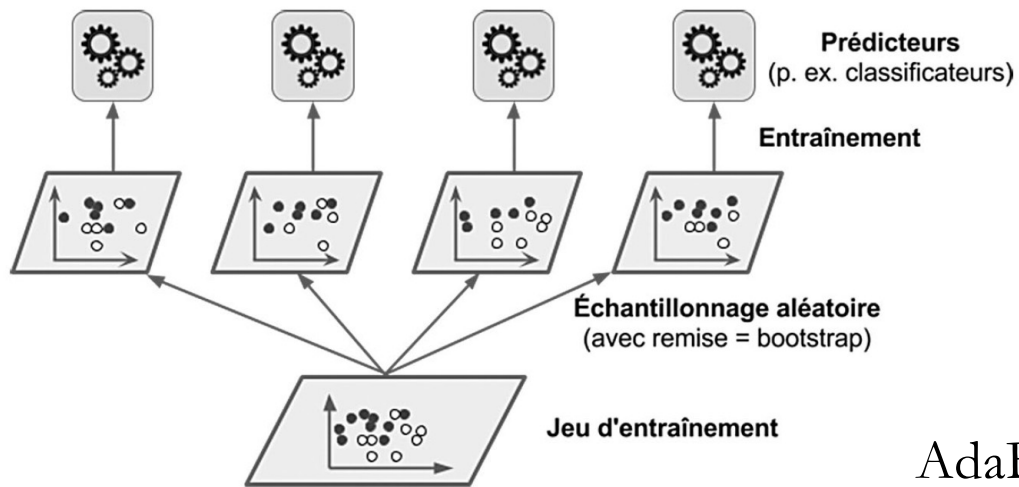 Prédicteurs
(p. ex. classificateurs)
Entraînement
Échantillonnage aléatoire
(avec remise = bootstrap)
Jeu d'entraînement